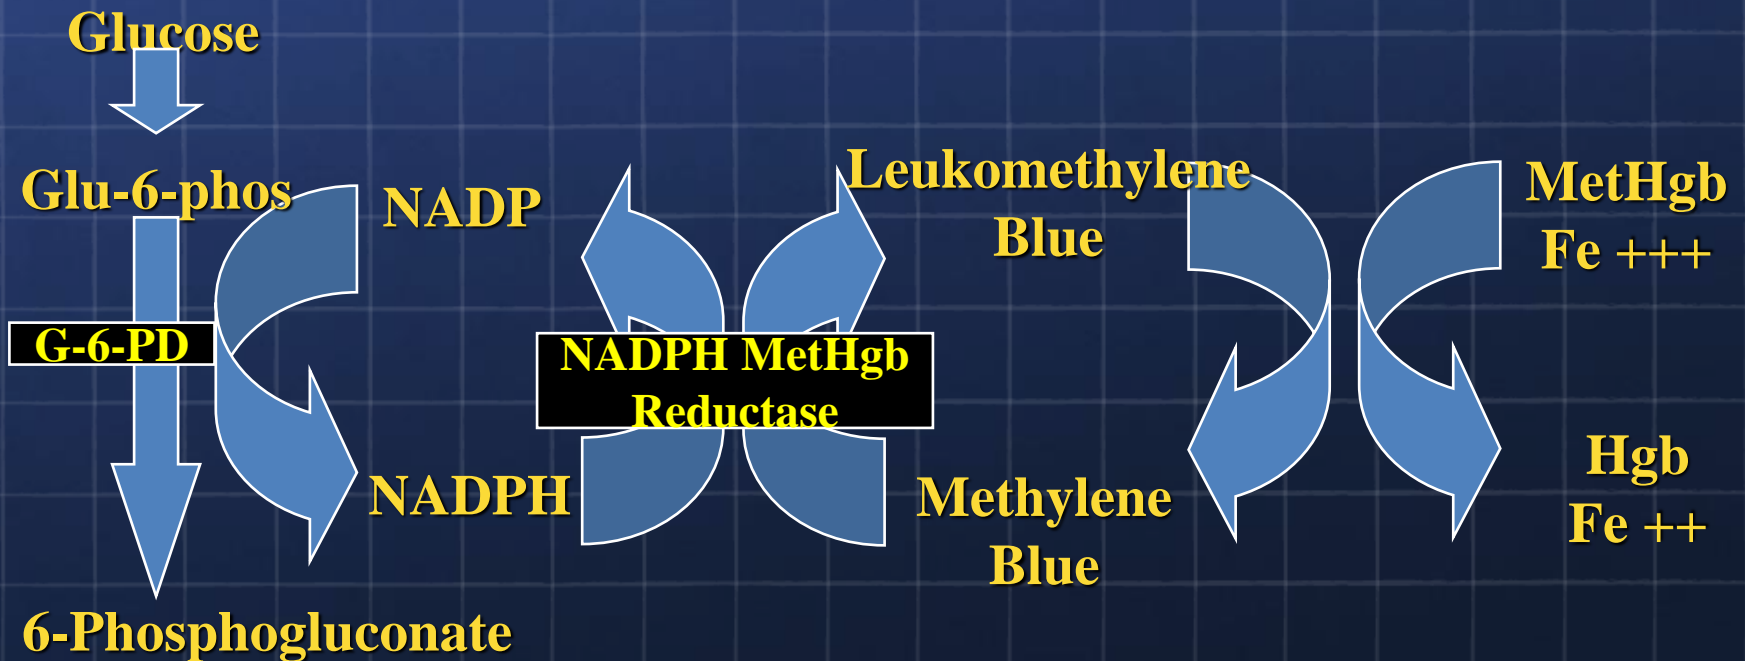 Glucose
Glu-6-phos
NADP
Leukomethylene
Blue
MetHgb
Fe +++
G-6-PD
NADPH MetHgb
Reductase
NADPH
Methylene
Blue
Hgb
Fe ++
6-Phosphogluconate